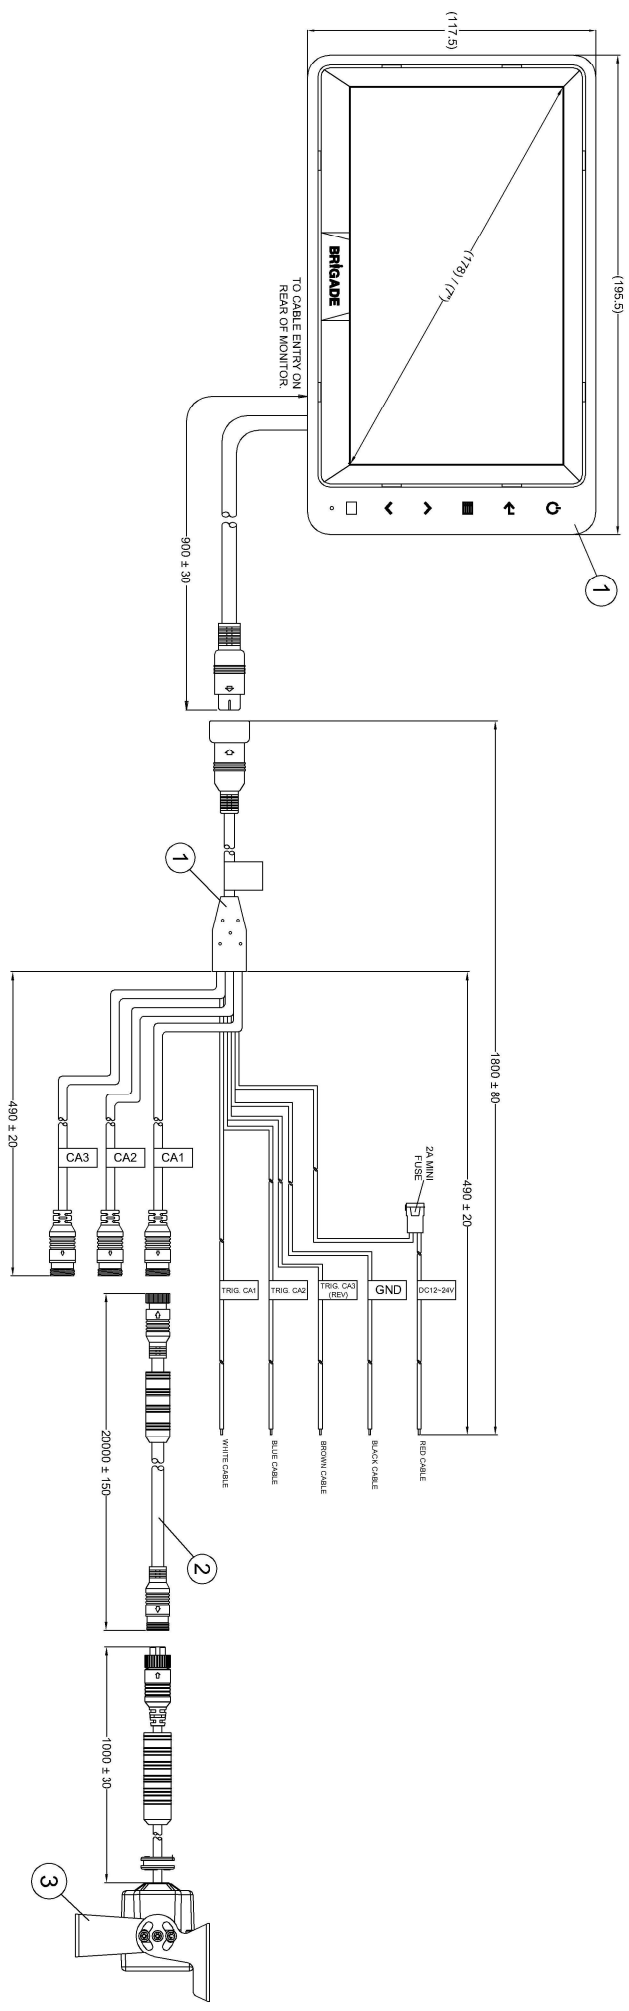 (117.5)
(195.5)
(178) / (7")
BRIGADE
TO CABLE ENTRY ON
REAR OF MONITOR.
1
900 ± 30
1
1800 ± 80
490 ± 20
490 ± 20
2A MINI
FUSE
CA3
CA2
CA1
TRIG. CA1
TRIG. CA2
TRIG. CA3
(REV)
GND
DC12~24V
WHITE CABLE
BLUE CABLE
BROWN CABLE
BLACK CABLE
RED CABLE
20000 ± 150
2
1000 ± 30
3